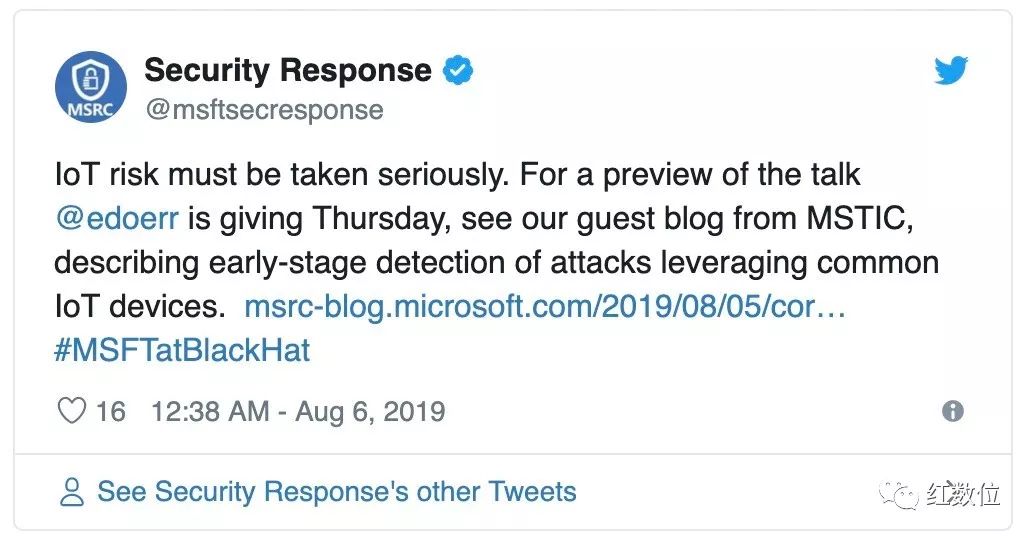 Security Response
MSRC
@msftsecresponse
IoT risk must be taken seriously. For a preview of the talk
@edoerr is giving Thursday, see our guest blog from MSTIC,
describing early-stage detection of attacks leveraging common
IoT devices. msrc-blog.microsoft.com/2019/08/05/cor…
#MSFTatBlackHat
16 12:38 AM - Aug 6, 2019
See Security Response's other Tweets
红数位